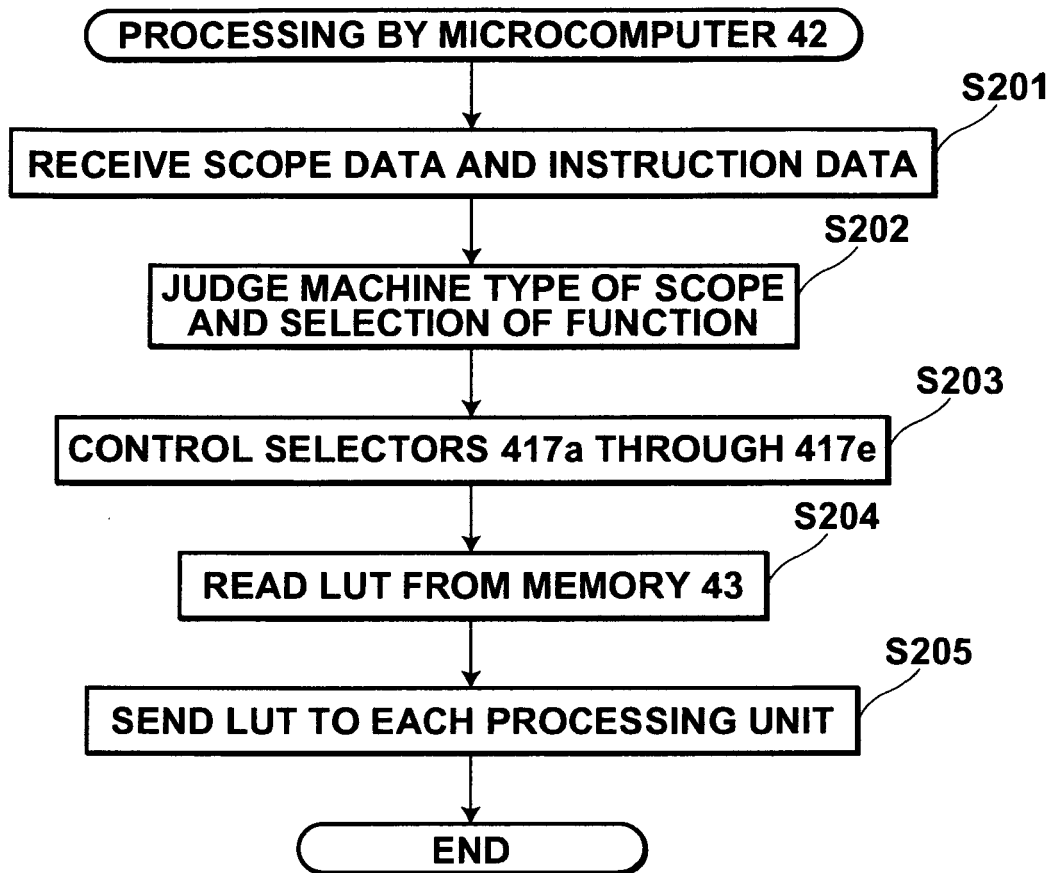 PROCESSING BY MICROCOMPUTER 42
S201
RECEIVE SCOPE DATA AND INSTRUCTION DATA
S202
JUDGE MACHINE TYPE OF SCOPE
AND SELECTION OF FUNCTION
S203
CONTROL SELECTORS 417a THROUGH 417e
S204
READ LUT FROM MEMORY 43
S205
SEND LUT TO EACH PROCESSING UNIT
END